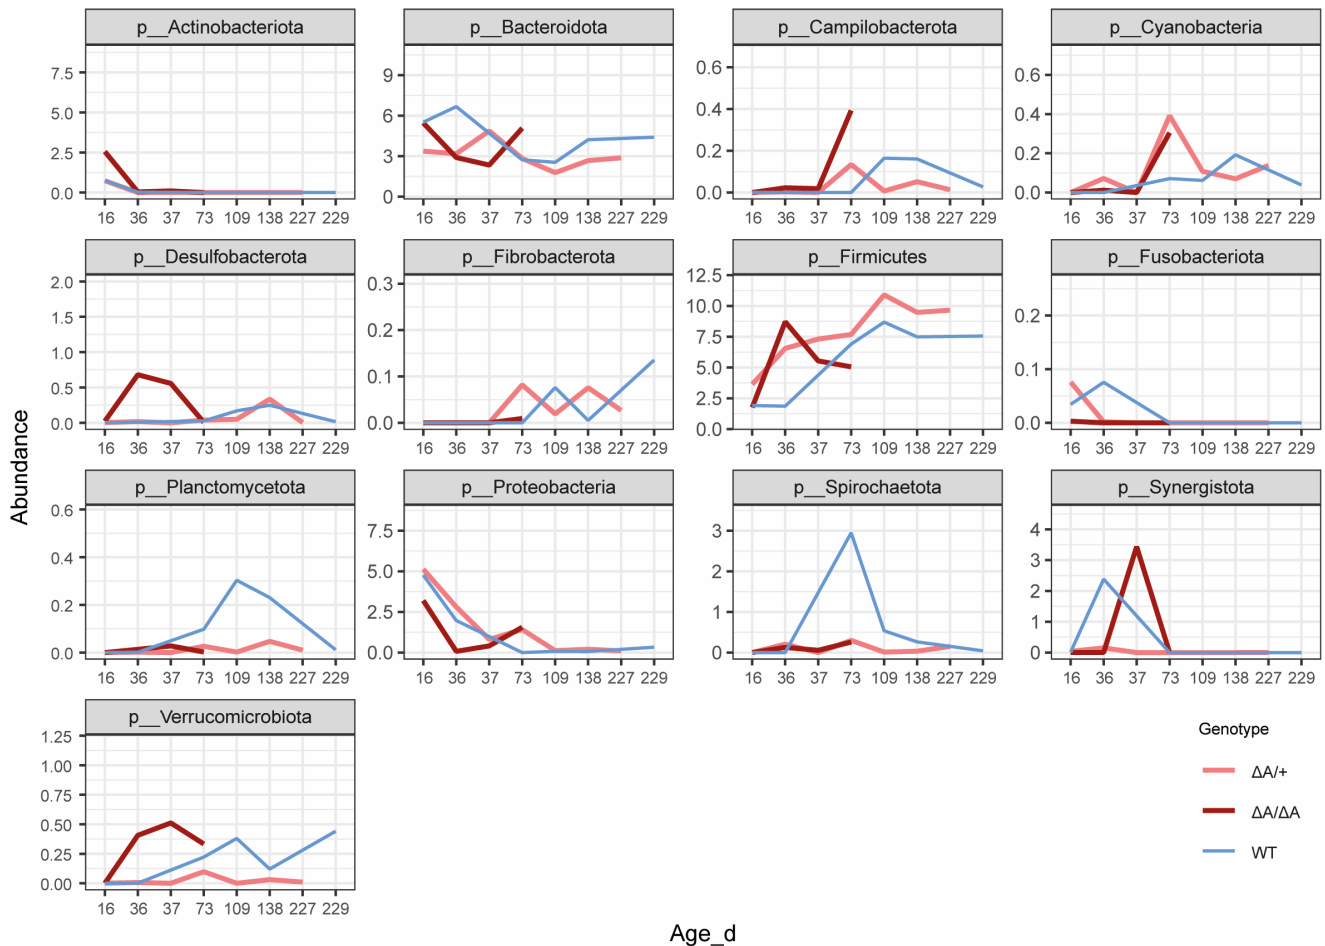 p__Actinobacteriota
p__Bacteroidota
p__Campilobacterota
p__Cyanobacteria
7.5
5.0
2.5
0.0
16 36 37 73 109 138 227 229
9
6
3
0
16 36 37 73 109 138 227 229
0.6
0.4
0.2
0.0
16 36 37 73 109 138 227 229
0.6
0.4
0.2
0.0
16 36 37 73 109 138 227 229
p__Desulfobacterota
p__Fibrobacterota
p__Firmicutes
p__Fusobacteriota
2.0
1.5
1.0
0.5
0.0
16 36 37 73 109 138 227 229
0.3
0.2
0.1
0.0
16 36 37 73 109 138 227 229
12.5
10.0
7.5
5.0
2.5
0.0
16 36 37 73 109 138 227 229
0.2
0.1
0.0
16 36 37 73 109 138 227 229
Abundance
p__Planctomycetota
p__Proteobacteria
p__Spirochaetota
p__Synergistota
0.6
0.4
0.2
0.0
16 36 37 73 109 138 227 229
7.5
5.0
2.5
0.0
16 36 37 73 109 138 227 229
3
2
1
0
16 36 37 73 109 138 227 229
4
3
2
1
0
16 36 37 73 109 138 227 229
p__Verrucomicrobiota
1.25
1.00
0.75
0.50
0.25
0.00
16 36 37 73 109 138 227 229
Genotype
ΔA/+
ΔA/ΔA
WT
Age_d